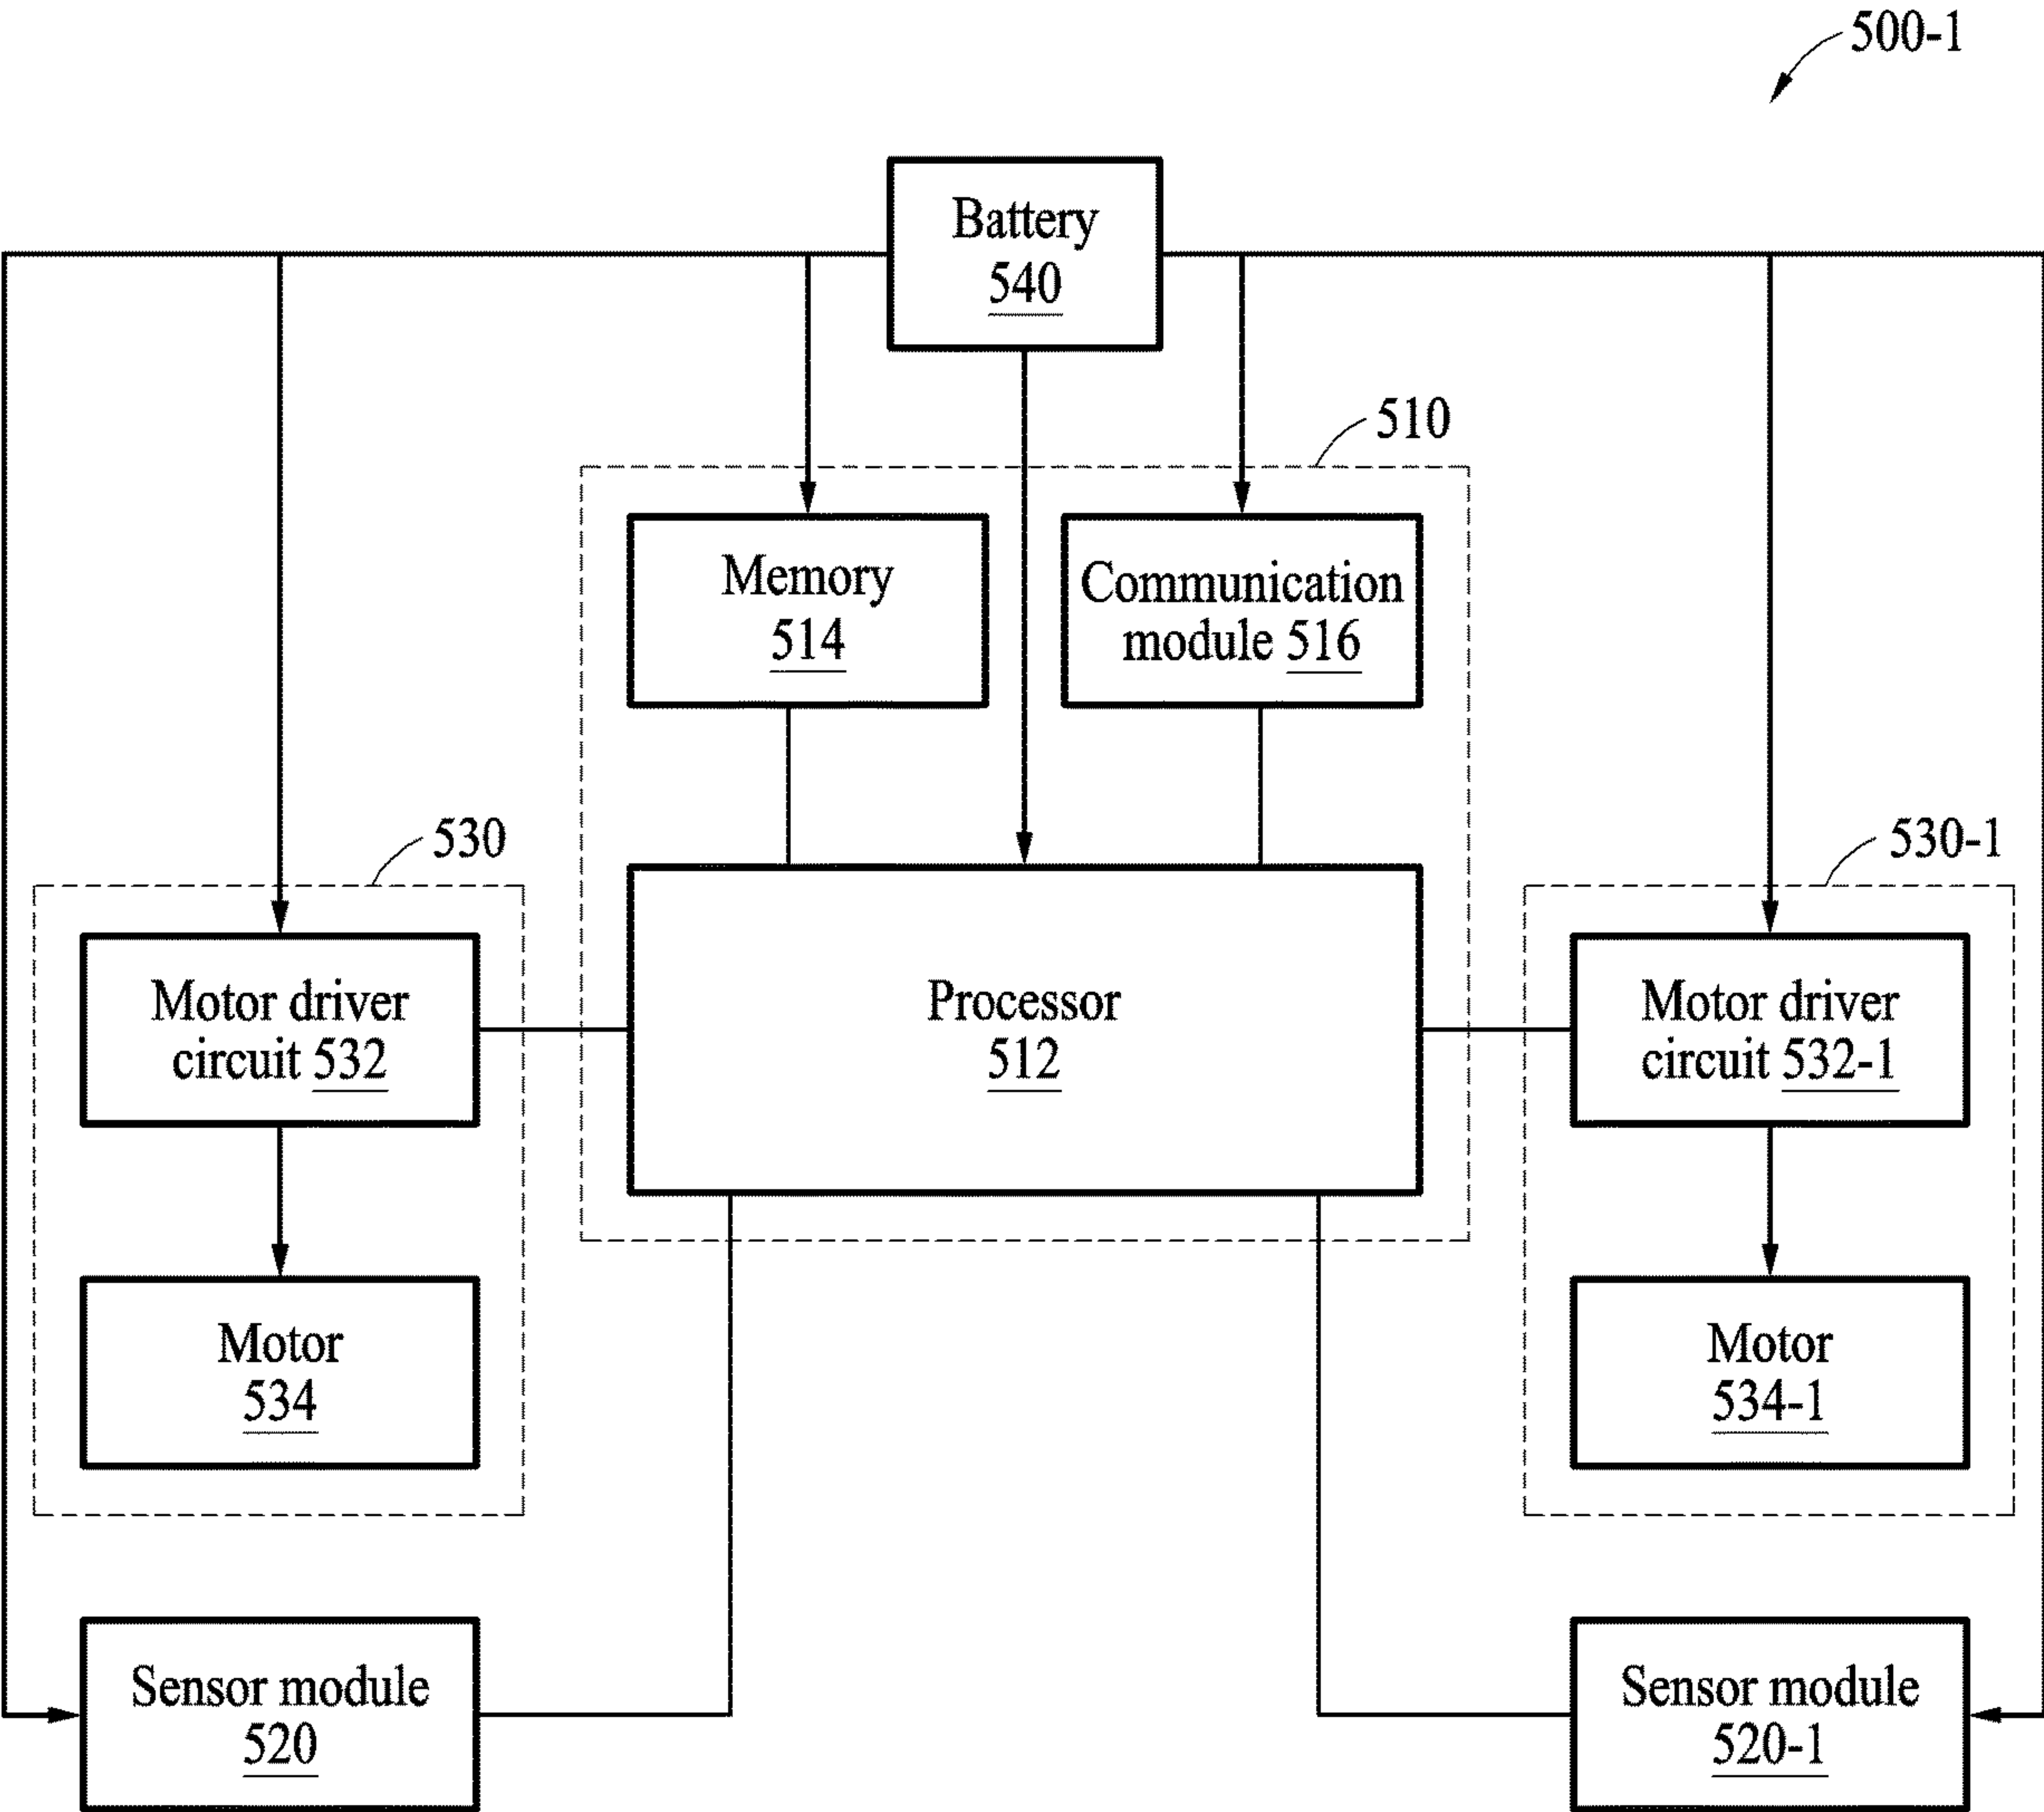 500-1
Battery
540
510
Memory
514
Communication
module 516
530
530-1
Motor driver
circuit 532
Processor
512
Motor driver
circuit 532-1
Motor
534
Motor
534-1
Sensor module
520
Sensor module
520-1